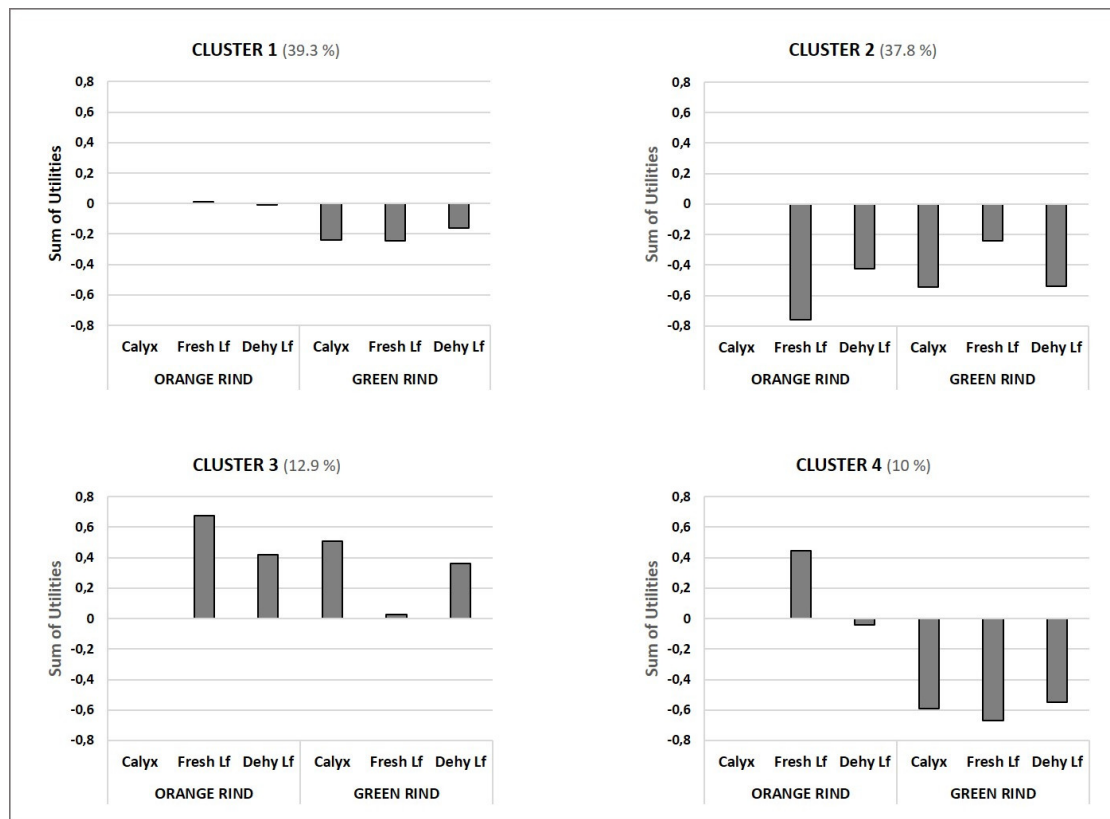 CLUSTER 1 (39.3 %)
Sum of Utilities
0,8
0,6
0,4
0,2
0
-0,2
-0,4
-0,6
-0,8
Calyx Fresh Lf Dehy Lf Calyx Fresh Lf Dehy Lf
ORANGE RIND GREEN RIND
CLUSTER 2 (37.8 %)
Sum of Utilities
0,8
0,6
0,4
0,2
0
-0,2
-0,4
-0,6
-0,8
Calyx Fresh Lf Dehy Lf Calyx Fresh Lf Dehy Lf
ORANGE RIND GREEN RIND
CLUSTER 3 (12.9 %)
Sum of Utilities
0,8
0,6
0,4
0,2
0
-0,2
-0,4
-0,6
-0,8
Calyx Fresh Lf Dehy Lf Calyx Fresh Lf Dehy Lf
ORANGE RIND GREEN RIND
CLUSTER 4 (10 %)
Sum of Utilities
0,8
0,6
0,4
0,2
0
-0,2
-0,4
-0,6
-0,8
Calyx Fresh Lf Dehy Lf Calyx Fresh Lf Dehy Lf
ORANGE RIND GREEN RIND